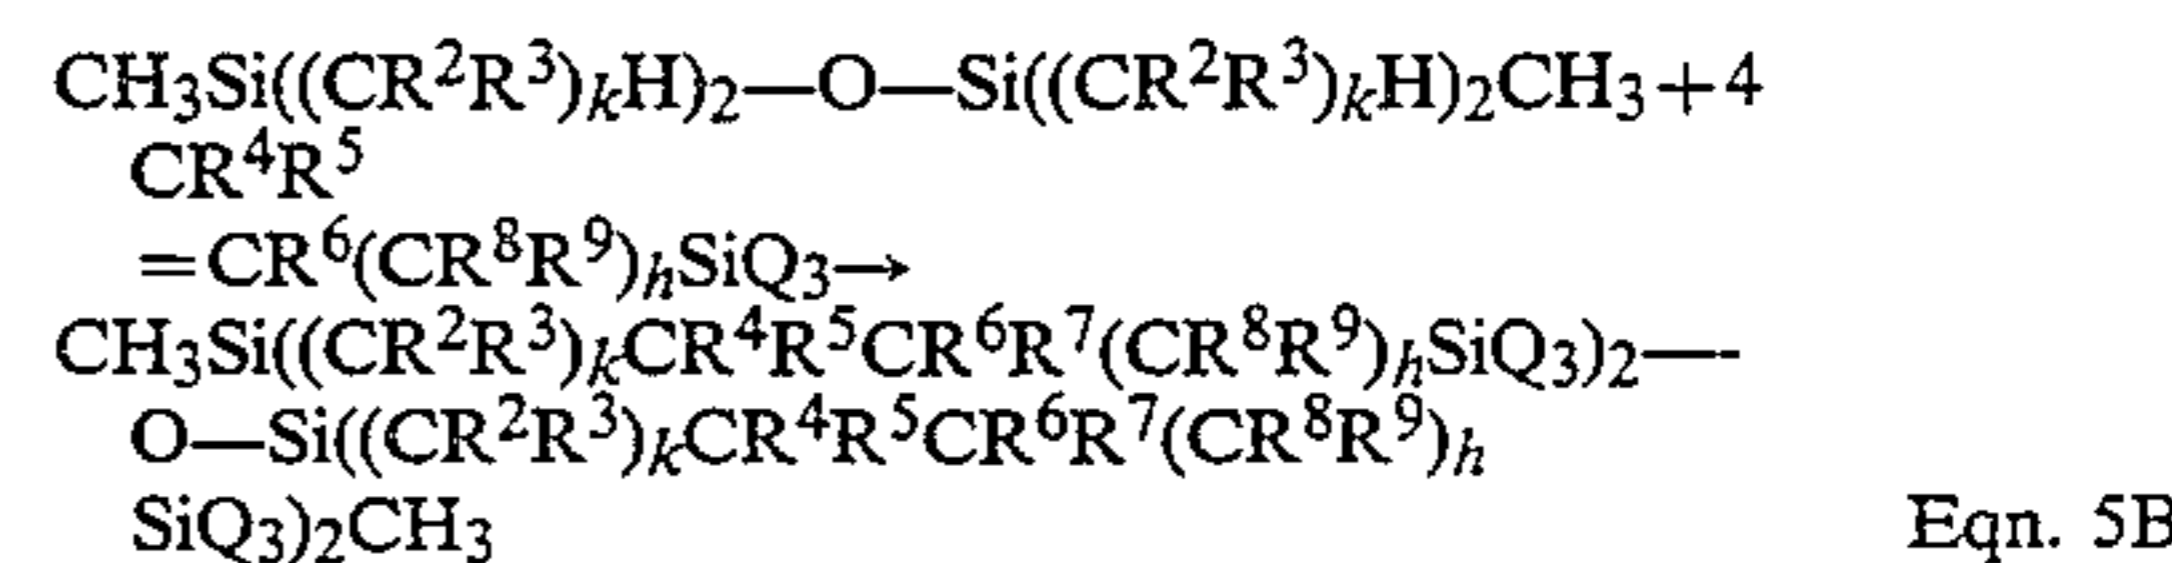 CH₃Si((CR²R³)ₖH)₂—O—Si((CR²R³)ₖH)₂CH₃+4
CR⁴R⁵
=CR⁶(CR⁸R⁹)ₕSiQ₃→
CH₃Si((CR²R³)ₖCR⁴R⁵CR⁶R⁷(CR⁸R⁹)ₕSiQ₃)₂—
O—Si((CR²R³)ₖCR⁴R⁵CR⁶R⁷(CR⁸R⁹)ₕ
SiQ₃)₂CH₃ Eqn. 5B